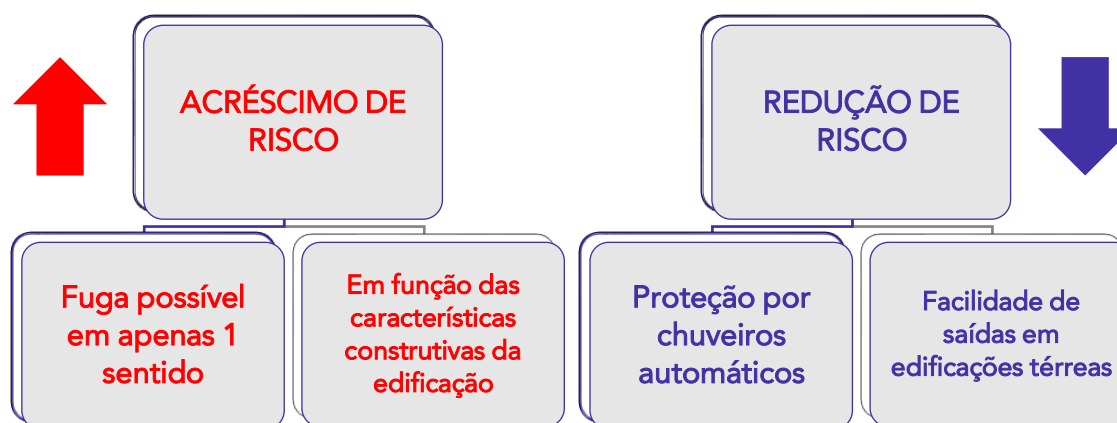 ACRÉSCIMO DE
RISCO
REDUÇÃO DE
RISCO
Fuga possível
em apenas 1
sentido
Em função das
características
construtivas da
edificação
Proteção por
chuveiros
automáticos
Facilidade de
saídas em
edificações térreas